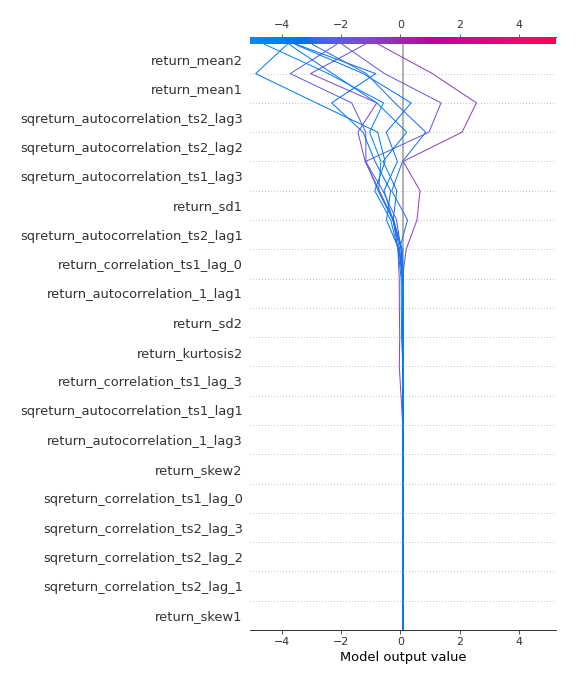 −4 −2 0 2 4
return_mean2
return_mean1
sqreturn_autocorrelation_ts2_lag3
sqreturn_autocorrelation_ts2_lag2
sqreturn_autocorrelation_ts1_lag3
return_sd1
sqreturn_autocorrelation_ts2_lag1
return_correlation_ts1_lag_0
return_autocorrelation_1_lag1
return_sd2
return_kurtosis2
return_correlation_ts1_lag_3
sqreturn_autocorrelation_ts1_lag1
return_autocorrelation_1_lag3
return_skew2
sqreturn_correlation_ts1_lag_0
sqreturn_correlation_ts2_lag_3
sqreturn_correlation_ts2_lag_2
sqreturn_correlation_ts2_lag_1
return_skew1
−4 −2 0 2 4
Model output value